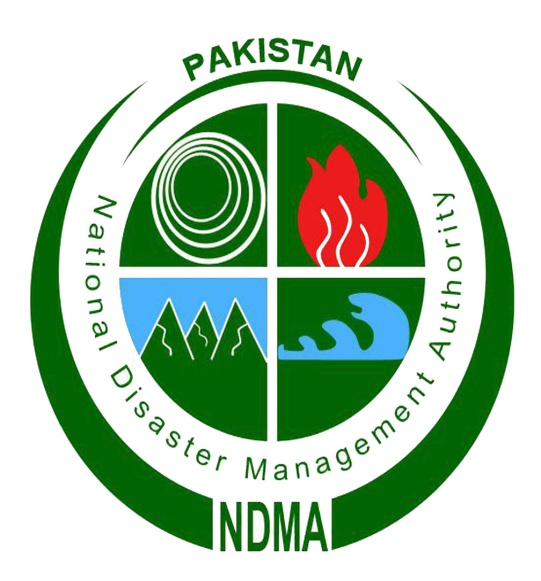 PAKISTAN
National Disaster Management Authority
NDMA